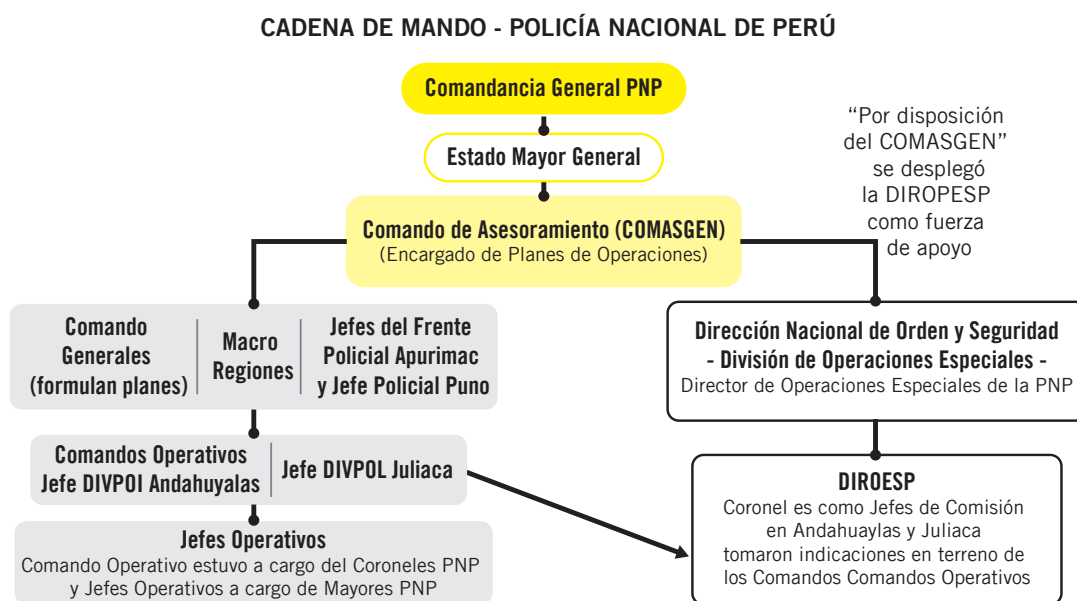 CADENA DE MANDO - POLICÍA NACIONAL DE PERÚ
Comandancia General PNP
Estado Mayor General
Comando de Asesoramiento (COMASGEN)
(Encargado de Planes de Operaciones)
“Por disposición
del COMASGEN”
se desplegó
la DIROPESP
como fuerza
de apoyo
Comando
Generales
(formulan planes)
Macro
Regiones
Jefes del Frente
Policial Apurimac
y Jefe Policial Puno
Dirección Nacional de Orden y Seguridad
- División de Operaciones Especiales -
Director de Operaciones Especiales de la PNP
Comandos Operativos
Jefe DIVPOI Andahuyalas
Jefe DIVPOL Juliaca
DIROESP
Coronel es como Jefes de Comisión
en Andahuaylas y Juliaca
tomaron indicaciones en terreno de
los Comandos Comandos Operativos
Jefes Operativos
Comando Operativo estuvo a cargo del Coroneles PNP
y Jefes Operativos a cargo de Mayores PNP